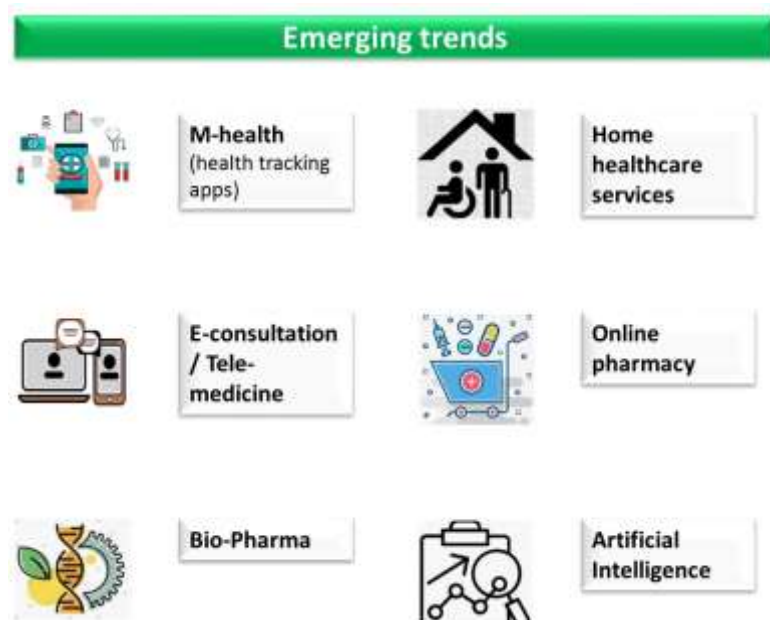 Emerging trends
M-health
(health tracking
apps)
Home
healthcare
services
E-consultation
/ Tele-
medicine
Online
pharmacy
Bio-Pharma
Artificial
Intelligence